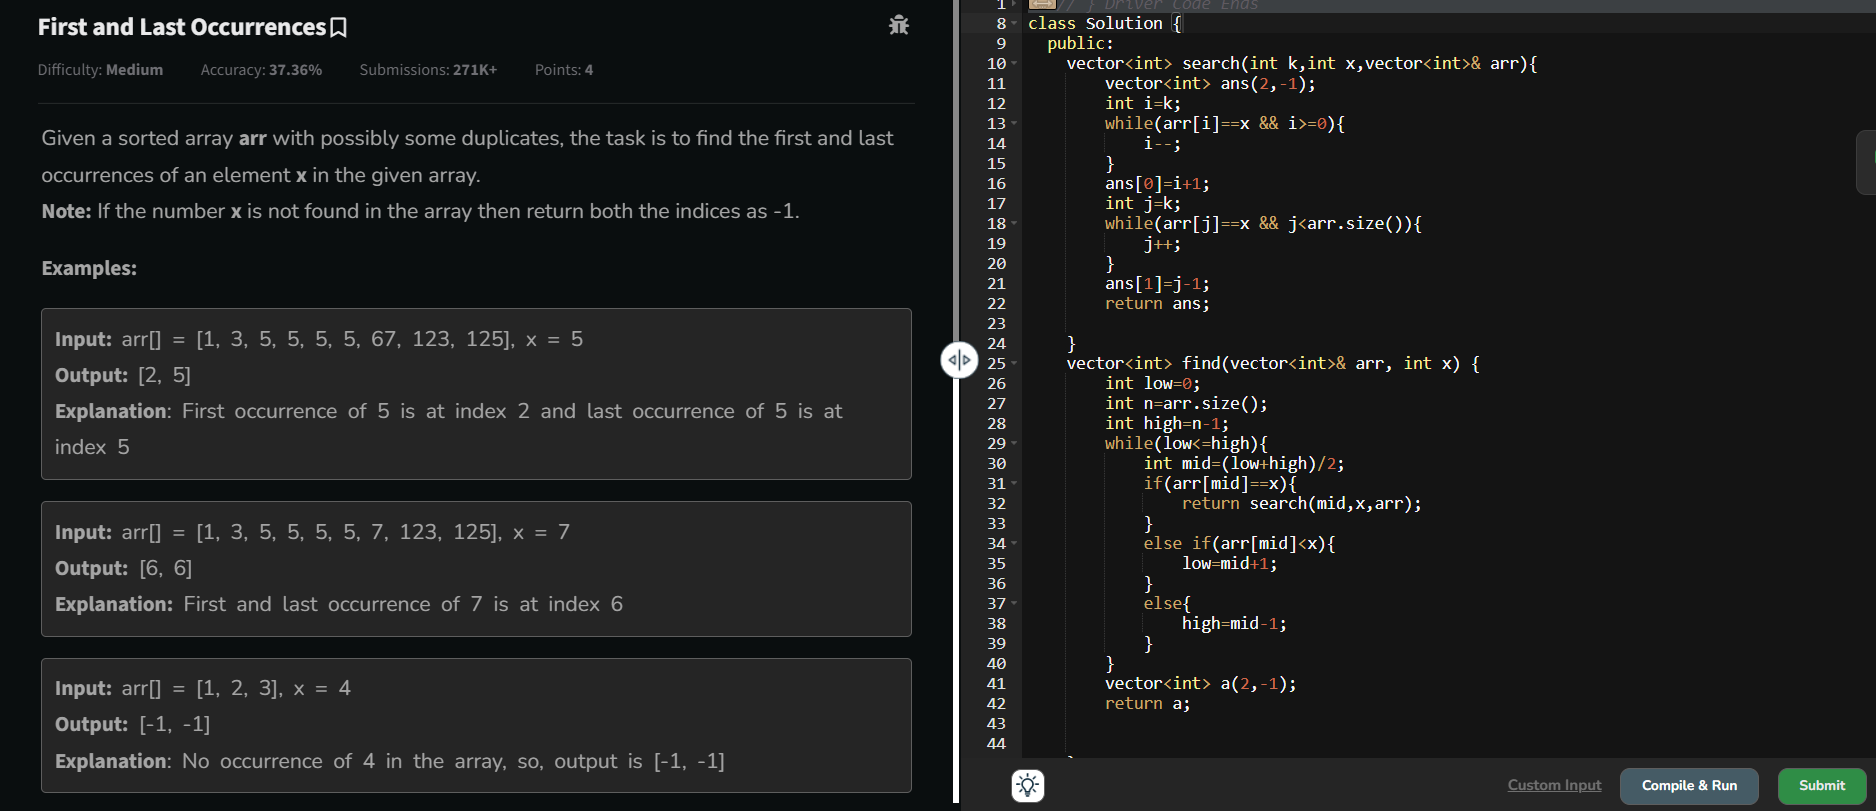 First and Last Occurrences
Difficulty: Medium Accuracy: 37.36% Submissions: 271K+ Points: 4
Given a sorted array arr with possibly some duplicates, the task is to find the first and last
occurrences of an element x in the given array.
Note: If the number x is not found in the array then return both the indices as -1.
Examples:
Input: arr[] = [1, 3, 5, 5, 5, 5, 67, 123, 125], x = 5
Output: [2, 5]
Explanation: First occurrence of 5 is at index 2 and last occurrence of 5 is at
index 5
Input: arr[] = [1, 3, 5, 5, 5, 5, 7, 123, 125], x = 7
Output: [6, 6]
Explanation: First and last occurrence of 7 is at index 6
Input: arr[] = [1, 2, 3], x = 4
Output: [-1, -1]
Explanation: No occurrence of 4 in the array, so, output is [-1, -1]
1 // } Driver Code Ends
8 class Solution {
9   public:
10     vector<int> search(int k,int x,vector<int>& arr){
11         vector<int> ans(2,-1);
12         int i=k;
13         while(arr[i]==x && i>=0){
14             i--;
15         }
16         ans[0]=i+1;
17         int j=k;
18         while(arr[j]==x && j<arr.size()){
19             j++;
20         }
21         ans[1]=j-1;
22         return ans;
23
24     }
25     vector<int> find(vector<int>& arr, int x) {
26         int low=0;
27         int n=arr.size();
28         int high=n-1;
29         while(low<=high){
30             int mid=(low+high)/2;
31             if(arr[mid]==x){
32                 return search(mid,x,arr);
33             }
34             else if(arr[mid]<x){
35                 low=mid+1;
36             }
37             else{
38                 high=mid-1;
39             }
40         }
41         vector<int> a(2,-1);
42         return a;
43
44
Custom Input Compile & Run Submit